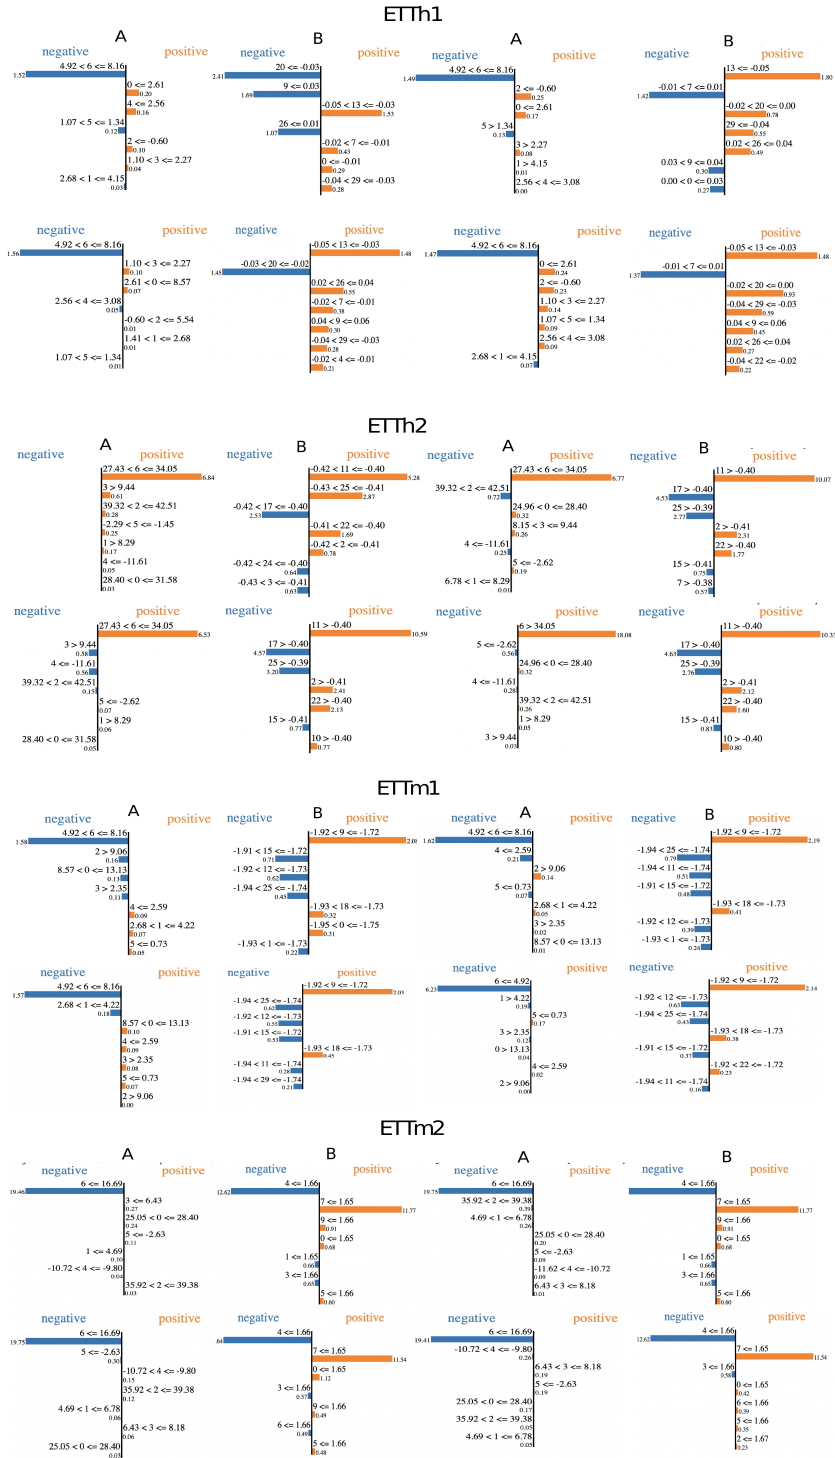 ETTh1
A
negative
positive
4.92 < 6 <= 8.16
1.52
0 <= 2.61
0.20
4 <= 2.56
0.16
1.07 < 5 <= 1.34
0.12
2 <= -0.60
0.10
1.10 < 3 <= 2.27
0.04
2.68 < 1 <= 4.15
0.03
B
negative
positive
20 <= -0.03
2.41
9 <= 0.03
1.69
-0.05 < 13 <= -0.03
1.53
26 <= 0.01
1.07
-0.02 < 7 <= -0.01
0.43
0 <= -0.01
0.29
-0.04 < 29 <= -0.03
0.28
A
negative
positive
4.92 < 6 <= 8.16
1.49
2 <= -0.60
0.25
0 <= 2.61
0.17
5 > 1.34
0.13
3 > 2.27
0.08
1 > 4.15
0.01
2.56 < 4 <= 3.08
0.00
B
negative
positive
13 <= -0.05
1.80
-0.01 < 7 <= 0.01
1.42
-0.02 < 20 <= 0.00
0.78
29 <= -0.04
0.55
0.02 < 26 <= 0.04
0.49
0.03 < 9 <= 0.04
0.30
0.00 < 0 <= 0.03
0.27
negative
positive
4.92 < 6 <= 8.16
1.56
1.10 < 3 <= 2.27
0.10
2.61 < 0 <= 8.57
0.07
2.56 < 4 <= 3.08
0.05
-0.60 < 2 <= 5.54
0.01
1.41 < 1 <= 2.68
0.01
1.07 < 5 <= 1.34
0.01
negative
positive
-0.05 < 13 <= -0.03
1.48
-0.03 < 20 <= -0.02
1.45
0.02 < 26 <= 0.04
0.55
-0.02 < 7 <= -0.01
0.38
0.04 < 9 <= 0.06
0.30
-0.04 < 29 <= -0.03
0.28
-0.02 < 4 <= -0.01
0.21
negative
positive
4.92 < 6 <= 8.16
1.47
0 <= 2.61
0.24
2 <= -0.60
0.23
1.10 < 3 <= 2.27
0.14
1.07 < 5 <= 1.34
0.09
2.56 < 4 <= 3.08
0.09
2.68 < 1 <= 4.15
0.07
negative
positive
-0.05 < 13 <= -0.03
1.48
-0.01 < 7 <= 0.01
1.37
-0.02 < 20 <= 0.00
0.93
-0.04 < 29 <= -0.03
0.59
0.04 < 9 <= 0.06
0.45
0.02 < 26 <= 0.04
0.27
-0.04 < 22 <= -0.02
0.22
ETTh2
A
negative
positive
27.43 < 6 <= 34.05
6.84
3 > 9.44
0.61
39.32 < 2 <= 42.51
0.28
-2.29 < 5 <= -1.45
0.25
1 > 8.29
0.17
4 <= -11.61
0.05
28.40 < 0 <= 31.58
0.03
B
negative
positive
-0.42 < 11 <= -0.40
5.28
-0.43 < 25 <= -0.41
2.87
-0.42 < 17 <= -0.40
2.53
-0.41 < 22 <= -0.40
1.69
-0.42 < 2 <= -0.41
0.78
-0.42 < 24 <= -0.40
0.64
-0.43 < 3 <= -0.41
0.63
A
negative
positive
27.43 < 6 <= 34.05
6.77
39.32 < 2 <= 42.51
0.72
24.96 < 0 <= 28.40
0.32
8.15 < 3 <= 9.44
0.26
4 <= -11.61
0.25
5 <= -2.62
0.19
6.78 < 1 <= 8.29
0.01
B
negative
positive
11 > -0.40
10.07
17 > -0.40
4.53
25 > -0.39
2.77
2 > -0.41
2.31
22 > -0.40
1.77
15 > -0.41
0.75
7 > -0.38
0.57
negative
positive
27.43 < 6 <= 34.05
6.53
3 > 9.44
0.58
4 <= -11.61
0.56
39.32 < 2 <= 42.51
0.15
5 <= -2.62
0.07
1 > 8.29
0.06
28.40 < 0 <= 31.58
0.05
negative
positive
11 > -0.40
10.59
17 > -0.40
4.57
25 > -0.39
3.20
2 > -0.41
2.41
22 > -0.40
2.13
15 > -0.41
0.77
10 > -0.40
0.77
negative
positive
6 > 34.05
18.08
5 <= -2.62
0.56
24.96 < 0 <= 28.40
0.32
4 <= -11.61
0.28
39.32 < 2 <= 42.51
0.26
1 > 8.29
0.05
3 > 9.44
0.03
negative
positive
11 > -0.40
10.33
17 > -0.40
4.63
25 > -0.39
2.76
2 > -0.41
2.12
22 > -0.40
1.60
15 > -0.41
0.83
10 > -0.40
0.80
ETTm1
A
negative
positive
4.92 < 6 <= 8.16
1.58
2 > 9.06
0.16
8.57 < 0 <= 13.13
0.13
3 > 2.35
0.11
4 <= 2.59
0.09
2.68 < 1 <= 4.22
0.07
5 <= 0.73
0.05
B
negative
positive
-1.92 < 9 <= -1.72
-1.91 < 15 <= -1.72
0.71
-1.92 < 12 <= -1.73
0.62
-1.94 < 25 <= -1.74
0.45
-1.93 < 18 <= -1.73
0.32
-1.95 < 0 <= -1.75
0.31
-1.93 < 1 <= -1.73
0.22
A
negative
positive
4.92 < 6 <= 8.16
1.62
4 <= 2.59
0.21
2 > 9.06
0.14
5 <= 0.73
0.07
2.68 < 1 <= 4.22
0.05
3 > 2.35
0.02
8.57 < 0 <= 13.13
0.01
B
negative
positive
-1.92 < 9 <= -1.72
2.19
-1.94 < 25 <= -1.74
0.79
-1.94 < 11 <= -1.74
0.51
-1.91 < 15 <= -1.72
0.48
-1.93 < 18 <= -1.73
0.41
-1.92 < 12 <= -1.73
0.39
-1.93 < 1 <= -1.73
0.24
negative
positive
4.92 < 6 <= 8.16
1.57
2.68 < 1 <= 4.22
0.18
8.57 < 0 <= 13.13
0.10
4 <= 2.59
0.09
3 > 2.35
0.08
5 <= 0.73
0.07
2 > 9.06
0.00
negative
positive
-1.92 < 9 <= -1.72
2.03
-1.94 < 25 <= -1.74
0.62
-1.92 < 12 <= -1.73
0.55
-1.91 < 15 <= -1.72
0.53
-1.93 < 18 <= -1.73
0.45
-1.94 < 11 <= -1.74
0.28
-1.94 < 29 <= -1.74
0.21
negative
positive
6 <= 4.92
6.23
1 > 4.22
0.19
5 <= 0.73
0.17
3 > 2.35
0.12
0 > 13.13
0.04
4 <= 2.59
0.02
2 > 9.06
0.00
negative
positive
-1.92 < 9 <= -1.72
2.14
-1.92 < 12 <= -1.73
0.63
-1.94 < 25 <= -1.74
0.43
-1.93 < 18 <= -1.73
0.38
-1.91 < 15 <= -1.72
0.37
-1.92 < 22 <= -1.72
0.23
-1.94 < 11 <= -1.74
0.16
ETTm2
A
negative
positive
6 <= 16.69
19.46
3 <= 6.43
0.27
25.05 < 0 <= 28.40
0.24
5 <= -2.63
0.11
1 <= 4.69
0.10
-10.72 < 4 <= -9.80
0.04
35.92 < 2 <= 39.38
0.03
B
negative
positive
4 <= 1.66
12.62
7 <= 1.65
11.77
9 <= 1.66
0.91
0 <= 1.65
0.68
1 <= 1.65
0.66
3 <= 1.66
0.65
5 <= 1.66
0.60
A
negative
positive
6 <= 16.69
19.75
35.92 < 2 <= 39.38
0.39
4.69 < 1 <= 6.78
0.26
25.05 < 0 <= 28.40
0.20
5 <= -2.63
0.09
-11.62 < 4 <= -10.72
0.09
6.43 < 3 <= 8.18
0.01
B
negative
positive
4 <= 1.66
7 <= 1.65
11.77
9 <= 1.66
0.91
0 <= 1.65
0.68
1 <= 1.65
0.66
3 <= 1.66
0.65
5 <= 1.66
0.60
negative
positive
6 <= 16.69
19.75
5 <= -2.63
0.30
-10.72 < 4 <= -9.80
0.15
35.92 < 2 <= 39.38
0.12
4.69 < 1 <= 6.78
0.06
6.43 < 3 <= 8.18
0.06
25.05 < 0 <= 28.40
0.03
negative
positive
4 <= 1.66
.64
7 <= 1.65
11.54
0 <= 1.65
1.12
3 <= 1.66
0.57
9 <= 1.66
0.49
6 <= 1.66
0.49
5 <= 1.66
0.48
negative
positive
6 <= 16.69
19.41
-10.72 < 4 <= -9.80
0.26
6.43 < 3 <= 8.18
0.19
5 <= -2.63
0.19
25.05 < 0 <= 28.40
0.17
35.92 < 2 <= 39.38
0.05
4.69 < 1 <= 6.78
0.05
negative
positive
4 <= 1.66
12.62
7 <= 1.65
11.54
3 <= 1.66
0.58
0 <= 1.65
0.42
6 <= 1.66
0.39
5 <= 1.66
0.35
2 <= 1.67
0.23